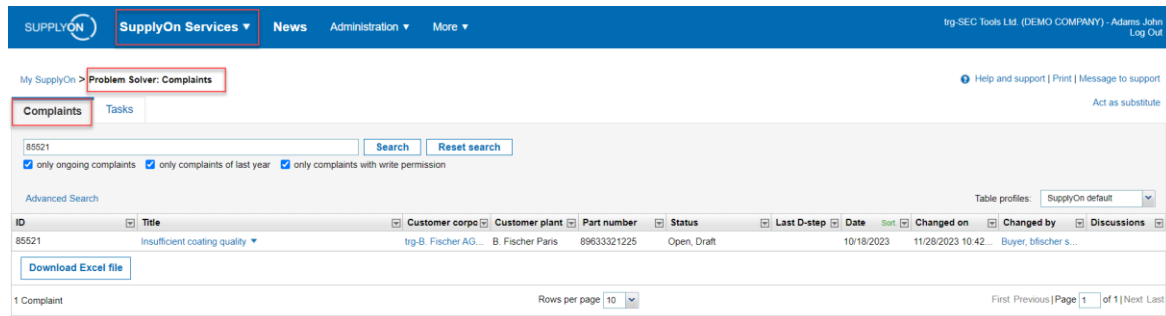 SUPPLYON SupplyOn Services ▼ News Administration ▼ More ▼ trg-SEC Tools Ltd. (DEMO COMPANY) - Adams John
Log Out
My SupplyOn > Problem Solver: Complaints Help and support | Print | Message to support
Complaints Tasks Act as substitute
85521 Search Reset search
only ongoing complaints only complaints of last year only complaints with write permission
Advanced Search Table profiles: SupplyOn default
ID Title Customer corpo Customer plant Part number Status Last D-step Date Sort Changed on Changed by Discussions
85521 Insufficient coating quality ▼ trg-B. Fischer AG... B. Fischer Paris 89633321225 Open, Draft 10/18/2023 11/28/2023 10:42... Buyer, bfischer s...
Download Excel file
1 Complaint Rows per page 10 First Previous | Page 1 of 1 | Next Last